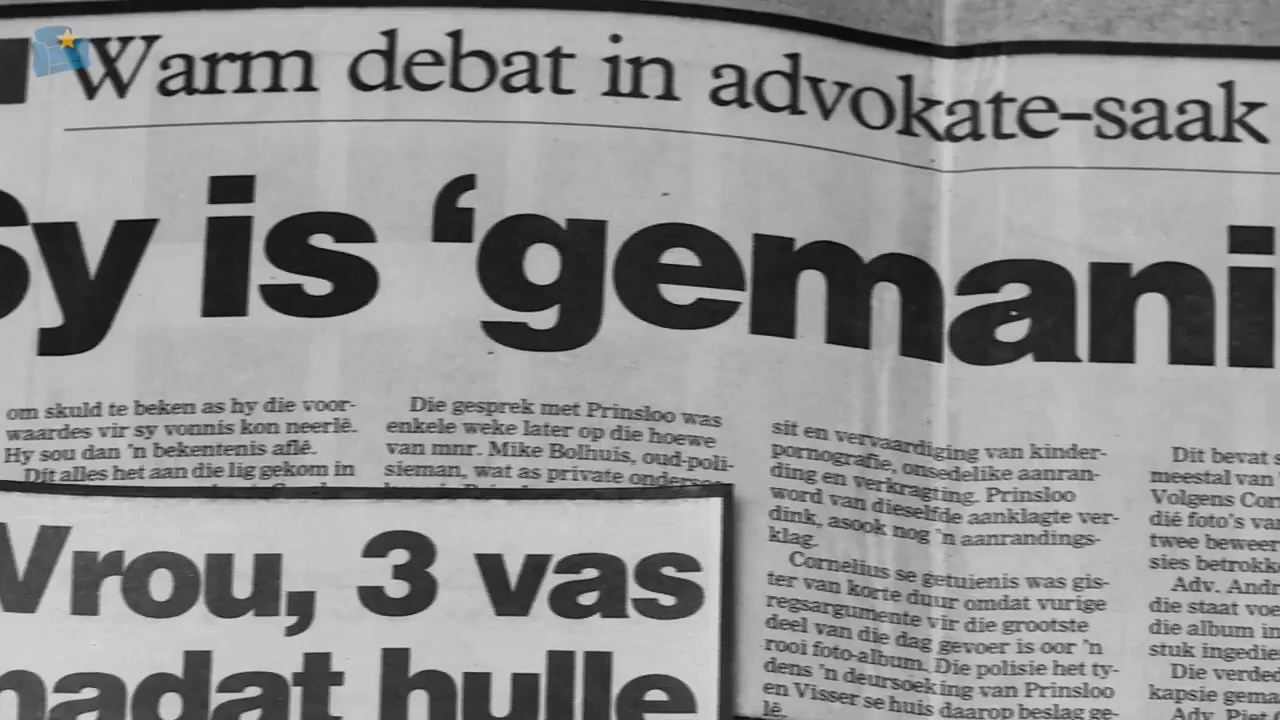 Warm debat in advokate-saak
Sy is ‘gemani
om skuld te beken as hy die voor-
waardes vir sy vonnis kon neerlê.
Hy sou dan 'n bekentenis aflê.
Dit alles het aan die lig gekom in
Die gesprek met Prinsloo was
enkele weke later op die hoewe
van mnr. Mike Bolhuis, oud-poli-
sieman, wat as private
sit en vervaardiging van kinder-
pornografie, onsedelike aanran-
ding en verkragting. Prinsloo
word van dieselfde aanklagte ver-
dink, asook nog 'n aanrandings-
klag.
Cornelius se getuienis was gis-
ter van korte duur omdat vurige
regsargumente vir die grootste
deel van die dag gevoer is oor 'n
rooi foto-album. Die polisie het ty-
dens 'n deursoeking van Prinsloo
en Visser se huis daarop beslag ge-
lê.
Dit bevat s
meestal van
Volgens Cor
dié foto's va
twee beweer
sies betrokk
Adv. Andr
die staat voe
die album in
stuk ingedie
Die verded
kapsie gema
Adv. Piet
Vrou, 3 vas
nadat hulle